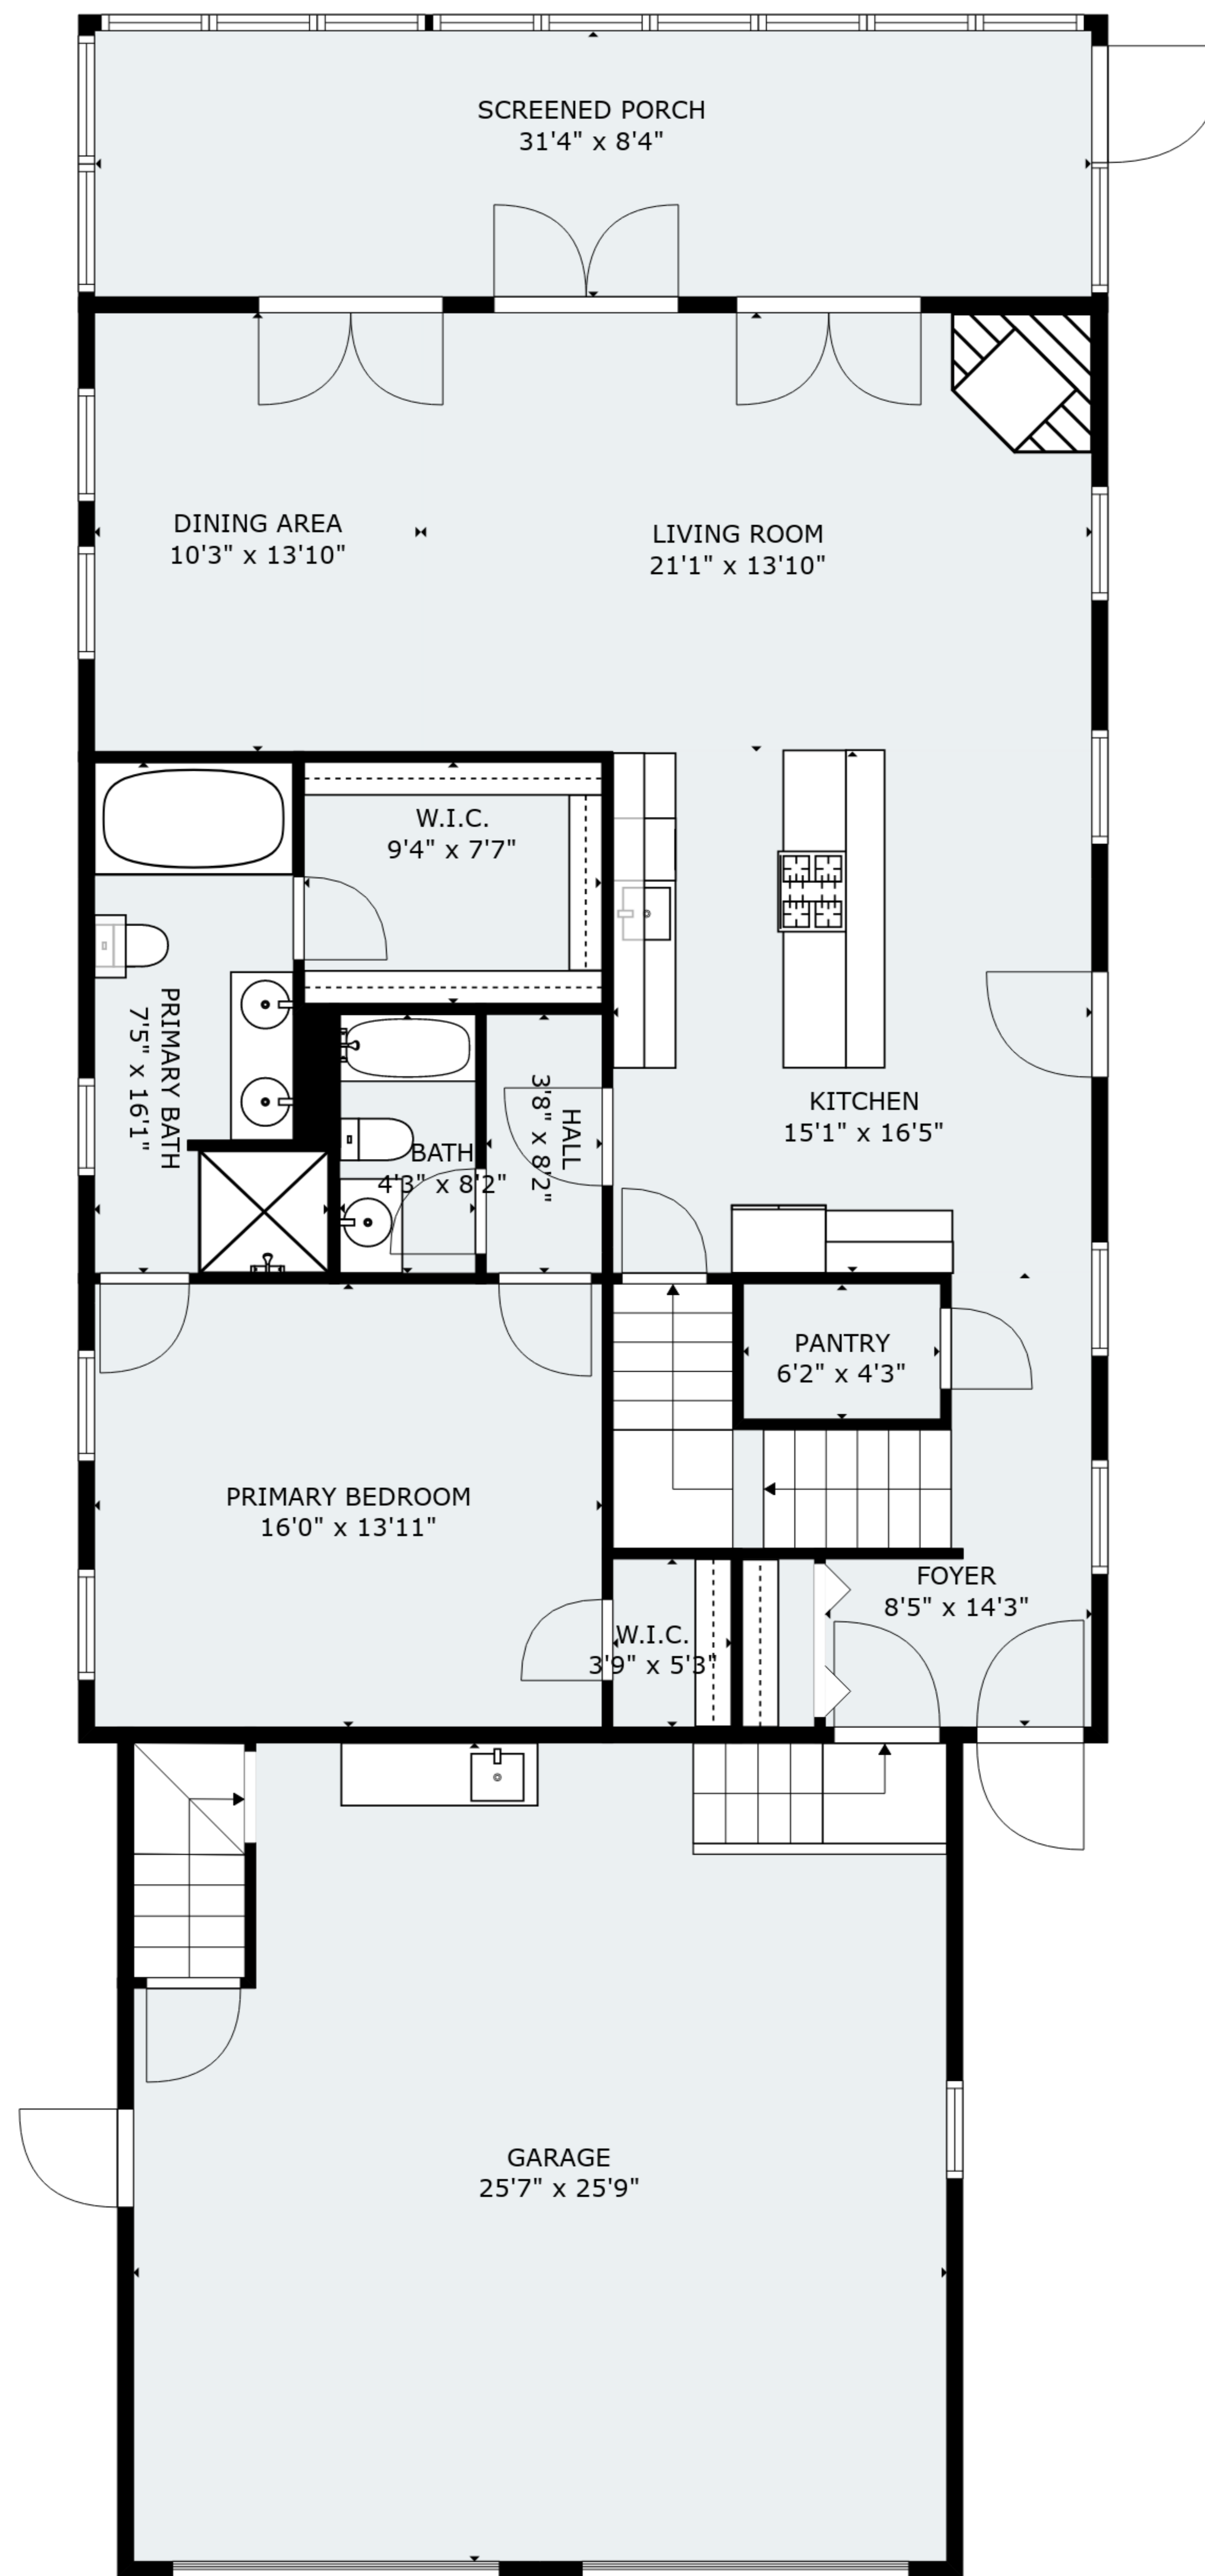 SCREENED PORCH
31'4" x 8'4"
DINING AREA
10'3" x 13'10"
LIVING ROOM
21'1" x 13'10"
W.I.C.
9'4" x 7'7"
PRIMARY BATH
7'5" x 16'1"
HALL
3'8" x 8'2"
BATH
4'3" x 8'2"
KITCHEN
15'1" x 16'5"
PANTRY
6'2" x 4'3"
PRIMARY BEDROOM
16'0" x 13'11"
FOYER
8'5" x 14'3"
W.I.C.
3'9" x 5'3"
GARAGE
25'7" x 25'9"